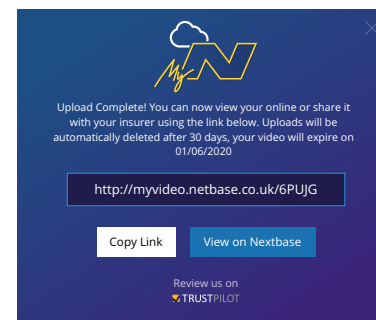 My N
Upload Complete! You can now view your online or share it
with your insurer using the link below. Uploads will be
automatically deleted after 30 days, your video will expire on
01/06/2020
http://myvideo.netbase.co.uk/6PUJG
Copy Link
View on Nextbase
Review us on
TRUSTPILOT